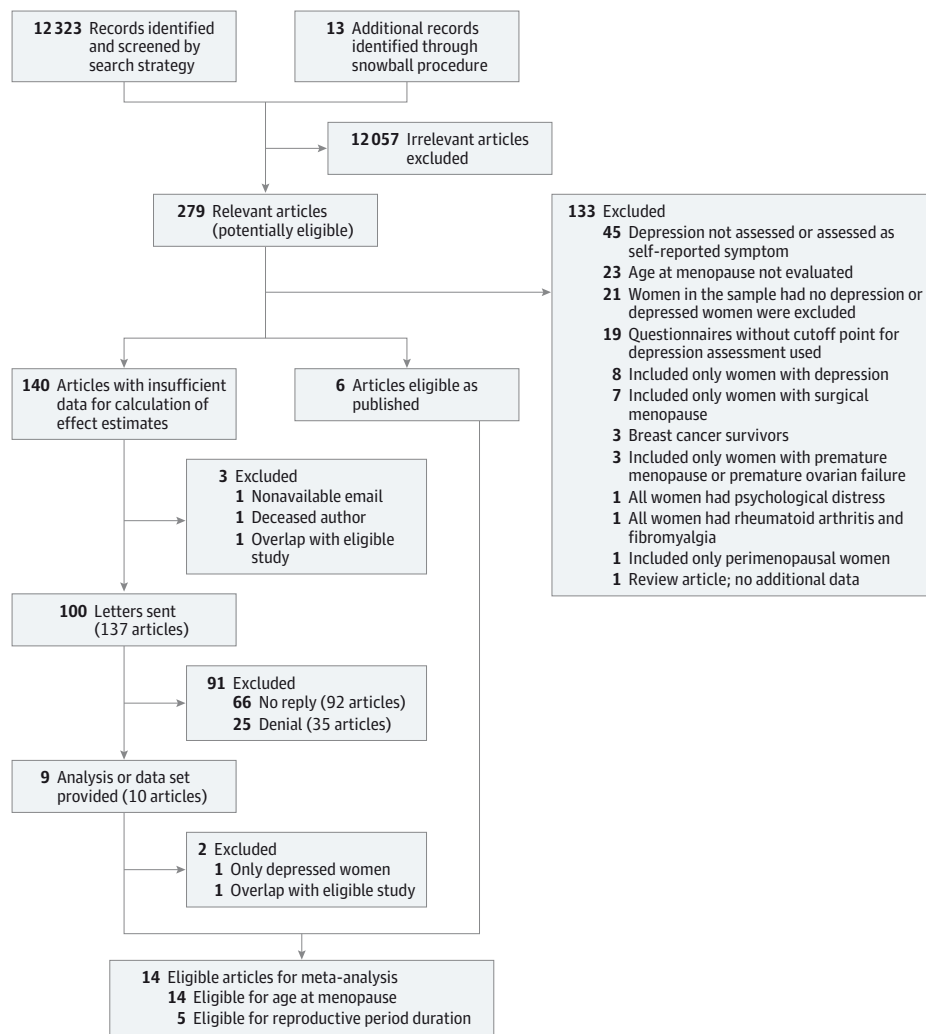 12 323 Records identified
and screened by
search strategy
13 Additional records
identified through
snowball procedure
12 057 Irrelevant articles
excluded
279 Relevant articles
(potentially eligible)
133 Excluded
45 Depression not assessed or assessed as
self-reported symptom
23 Age at menopause not evaluated
21 Women in the sample had no depression or
depressed women were excluded
19 Questionnaires without cutoff point for
depression assessment used
8 Included only women with depression
7 Included only women with surgical
menopause
3 Breast cancer survivors
3 Included only women with premature
menopause or premature ovarian failure
1 All women had psychological distress
1 All women had rheumatoid arthritis and
fibromyalgia
1 Included only perimenopausal women
1 Review article; no additional data
140 Articles with insufficient
data for calculation of
effect estimates
6 Articles eligible as
published
3 Excluded
1 Nonavailable email
1 Deceased author
1 Overlap with eligible
study
100 Letters sent
(137 articles)
91 Excluded
66 No reply (92 articles)
25 Denial (35 articles)
9 Analysis or data set
provided (10 articles)
2 Excluded
1 Only depressed women
1 Overlap with eligible study
14 Eligible articles for meta-analysis
14 Eligible for age at menopause
5 Eligible for reproductive period duration